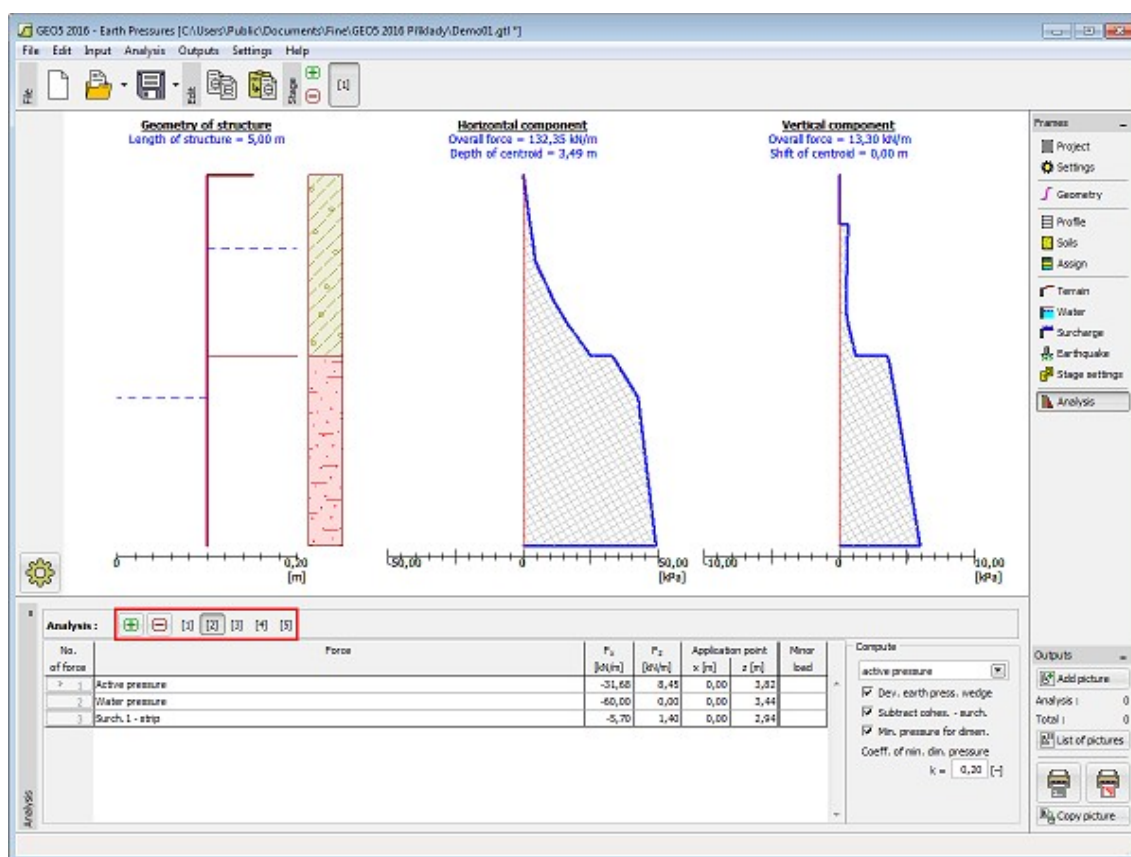 GEO5 2016 - Earth Pressures [C:\Users\Public\Documents\Fine\GEO5 2016 Příklady\Demo01.gtl *]
File Edit Input Analysis Outputs Settings Help
File
Edit
Stage
[1]
Geometry of structure
Length of structure = 5,00 m
Horizontal component
Overall force = 132,35 kN/m
Depth of centroid = 3,49 m
Vertical component
Overall force = 13,30 kN/m
Shift of centroid = 0,00 m
0 0,20
[m]
-50,00 0 50,00
[kPa]
-10,00 0 10,00
[kPa]
Frames
Project
Settings
Geometry
Profile
Soils
Assign
Terrain
Water
Surcharge
Earthquake
Stage settings
Analysis
Analysis : [1] [2] [3] [4] [5]
No. Force Fx Fz Application point Minor
of force [kN/m] [kN/m] x [m] z [m] load
> 1 Active pressure -31,68 8,45 0,00 3,82
2 Water pressure -60,00 0,00 0,00 3,44
3 Surch. 1 - strip -5,70 1,40 0,00 2,94
Compute
active pressure
Dev. earth press. wedge
Subtract cohes. - surch.
Min. pressure for dimen.
Coeff. of min. dim. pressure
k = 0,20 [-]
Analysis
Outputs
Add picture
Analysis : 0
Total : 0
List of pictures
Copy picture